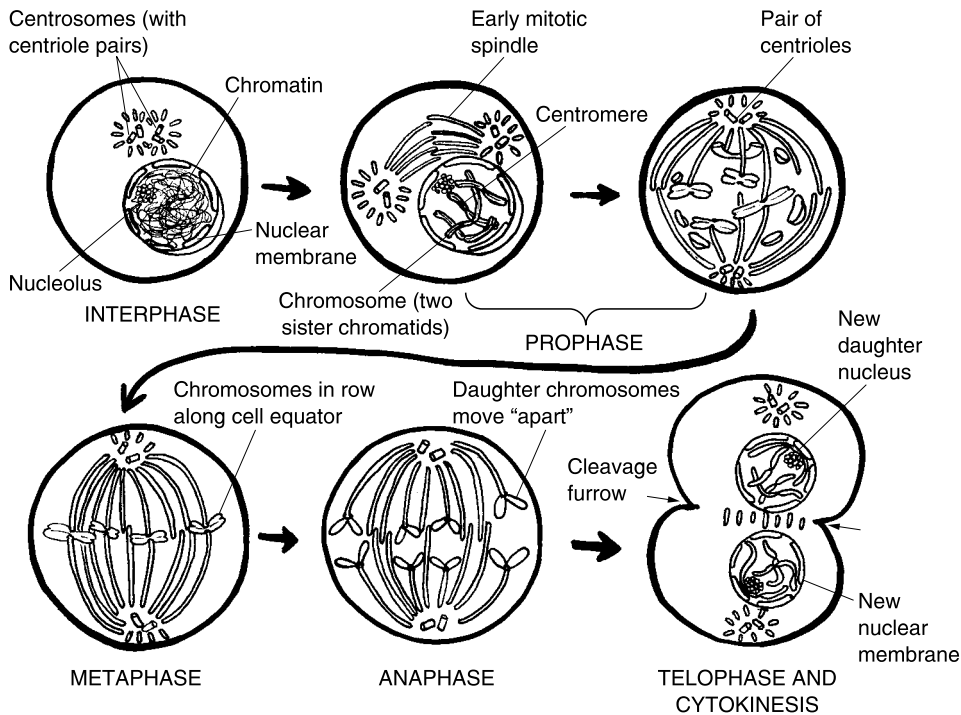 Centrosomes (with
centriole pairs)
Early mitotic
spindle
Pair of
centrioles
Chromatin
Centromere
Nuclear
membrane
Nucleolus
INTERPHASE
Chromosome (two
sister chromatids)
PROPHASE
New
daughter
nucleus
Chromosomes in row
along cell equator
Daughter chromosomes
move “apart”
Cleavage
furrow
New
nuclear
membrane
METAPHASE
ANAPHASE
TELOPHASE AND
CYTOKINESIS